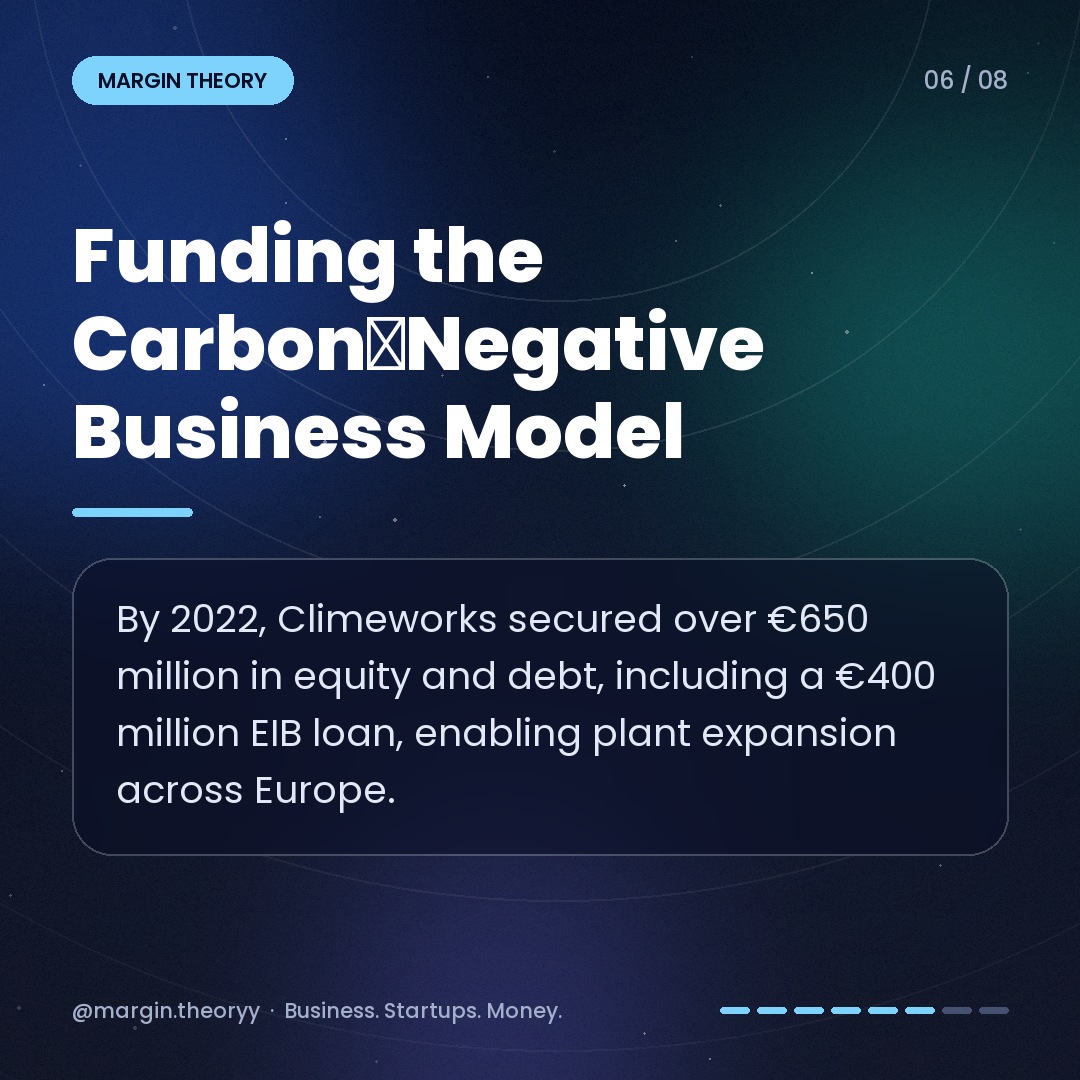 MARGIN THEORY
06 / 08
Funding the
Carbon☒Negative
Business Model
By 2022, Climeworks secured over €650
million in equity and debt, including a €400
million EIB loan, enabling plant expansion
across Europe.
@margin.theoryy · Business. Startups. Money.